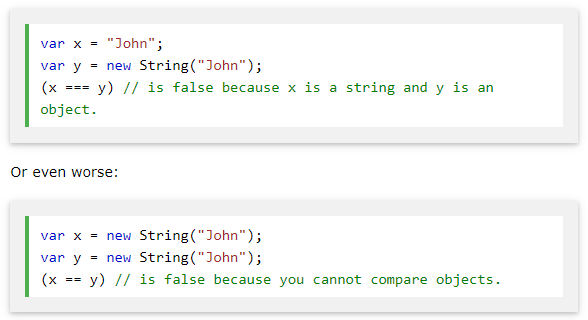 var x = "John";
var y = new String("John");
(x === y) // is false because x is a string and y is an
object.
Or even worse:
var x = new String("John");
var y = new String("John");
(x == y) // is false because you cannot compare objects.